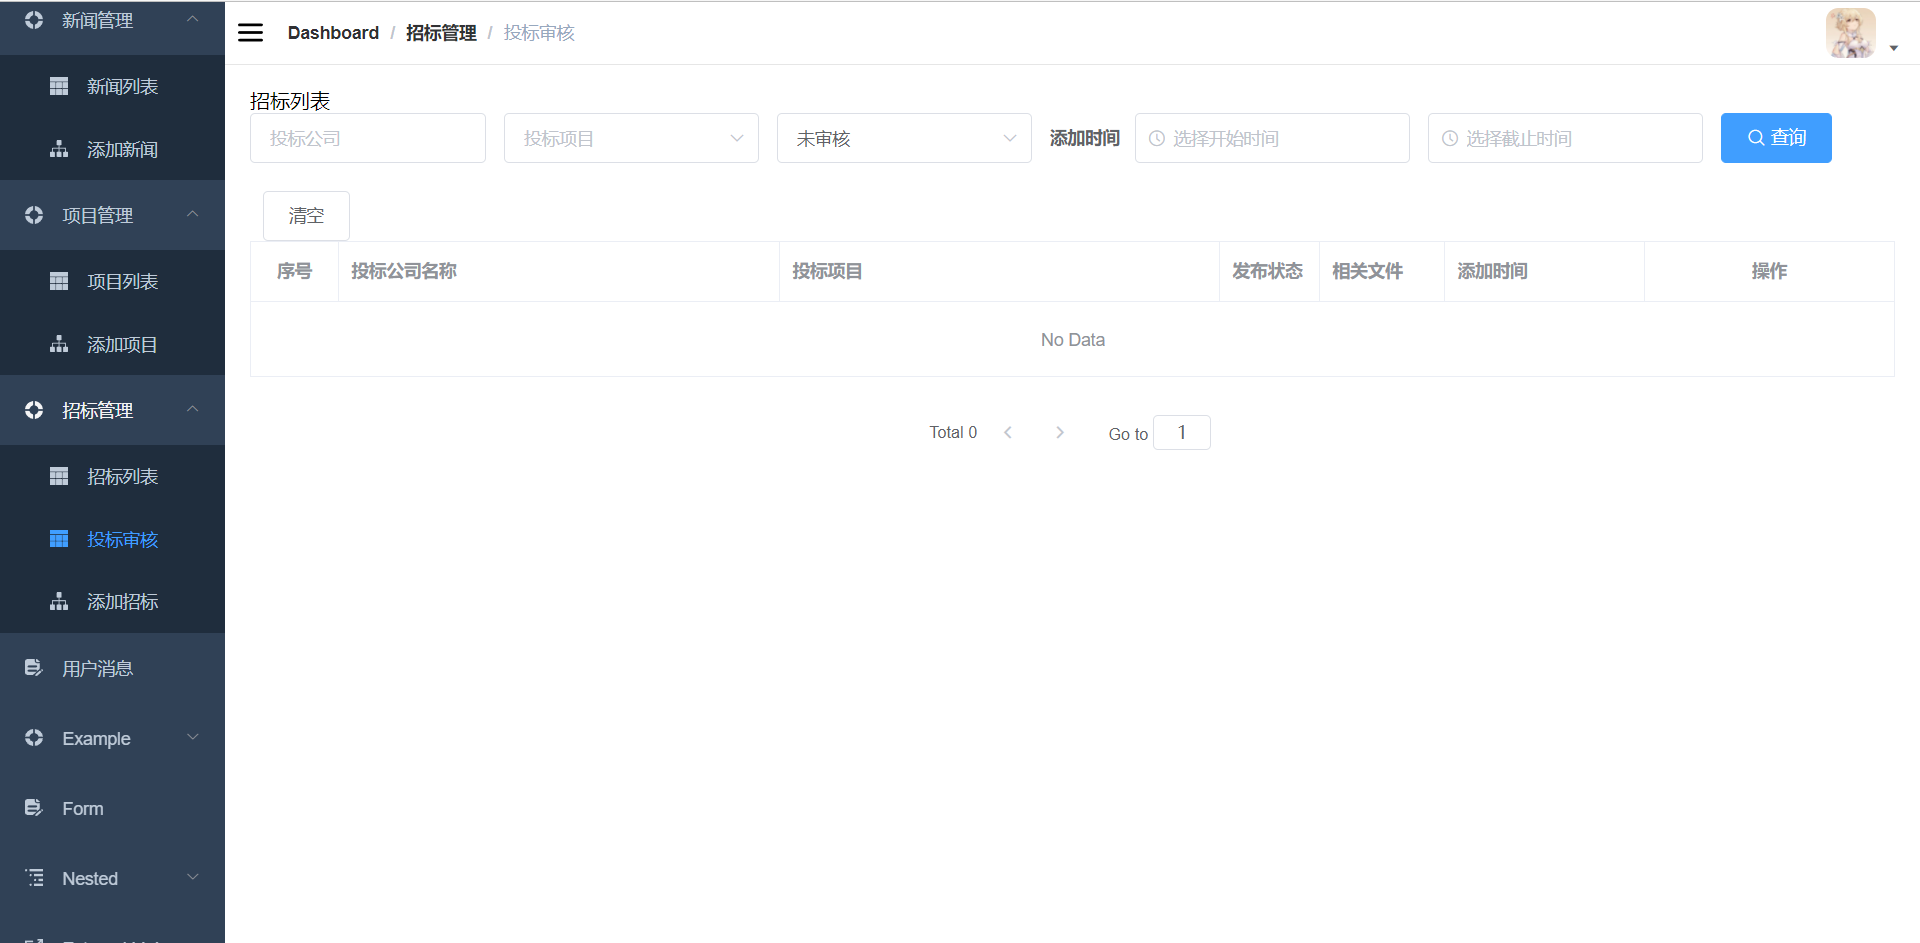 新闻管理
新闻列表
添加新闻
项目管理
项目列表
添加项目
招标管理
招标列表
投标审核
添加招标
用户消息
Example
Form
Nested
Dashboard / 招标管理 / 投标审核
招标列表
投标公司 投标项目 未审核 添加时间 选择开始时间 选择截止时间 查询
清空
序号 投标公司名称 投标项目 发布状态 相关文件 添加时间 操作
No Data
Total 0 Go to 1